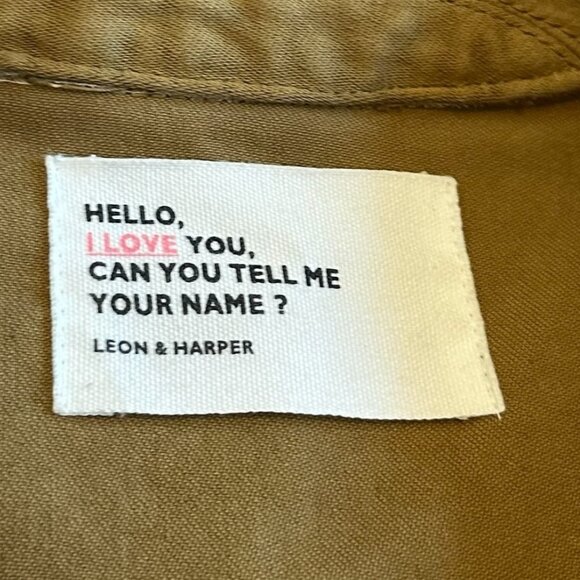 HELLO,
I LOVE YOU,
CAN YOU TELL ME
YOUR NAME ?
LEON & HARPER